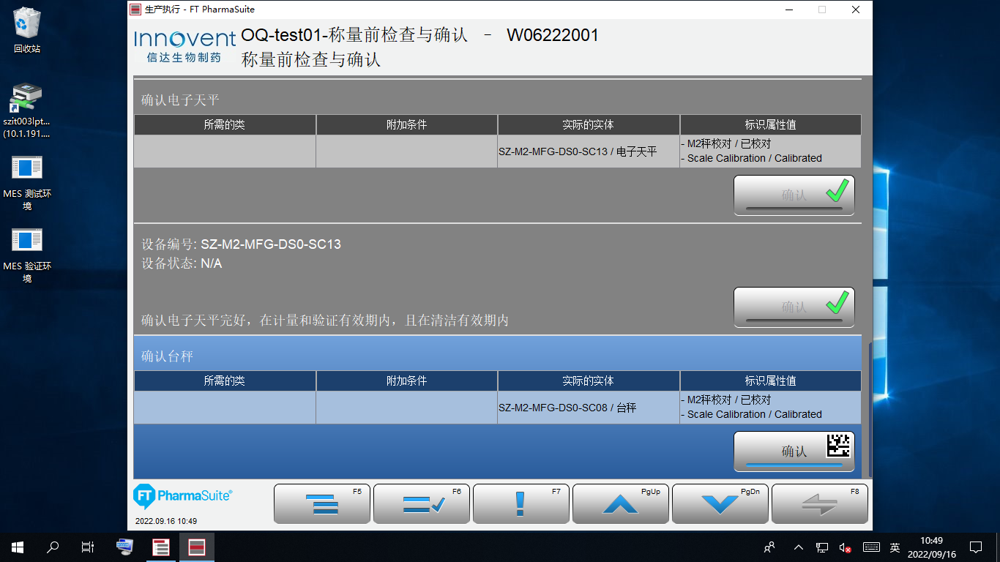 回收站
szit003lpt...
(10.1.191....
MES 测试环
境
MES 验证环
境
生产执行 - FT PharmaSuite
Innovent
信达生物制药
OQ-test01-称量前检查与确认 - W06222001
称量前检查与确认
确认电子天平
所需的类 附加条件 实际的实体 标识属性值
SZ-M2-MFG-DS0-SC13 / 电子天平
- M2秤校对 / 已校对
- Scale Calibration / Calibrated
确认
设备编号: SZ-M2-MFG-DS0-SC13
设备状态: N/A
确认
确认电子天平完好，在计量和验证有效期内，且在清洁有效期内
确认台秤
所需的类 附加条件 实际的实体 标识属性值
SZ-M2-MFG-DS0-SC08 / 台秤
- M2秤校对 / 已校对
- Scale Calibration / Calibrated
确认
FT PharmaSuite®
2022.09.16 10:49
F5 F6 F7 PgUp PgDn F8
英
10:49
2022/09/16